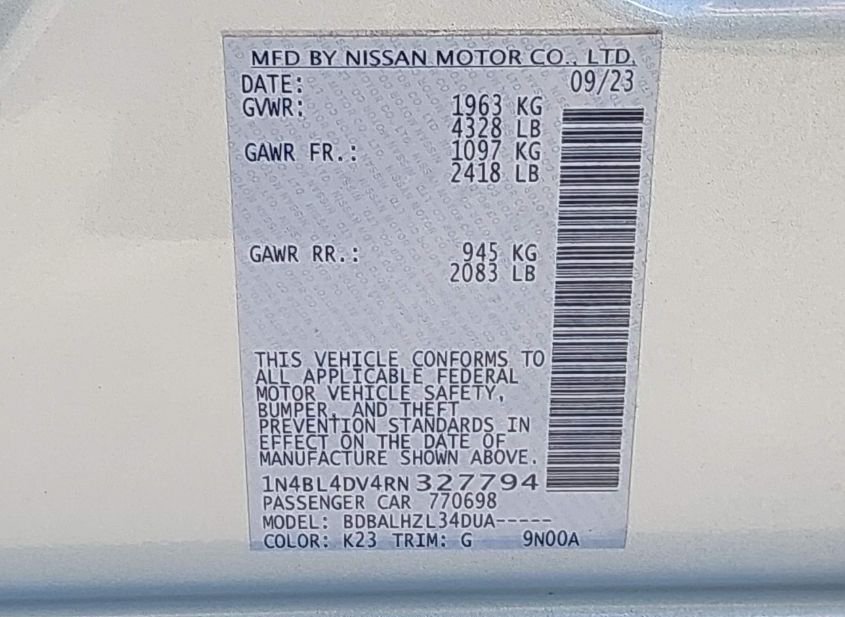 MFD BY NISSAN MOTOR CO., LTD.
DATE: 09/23
GVWR: 1963 KG
4328 LB
GAWR FR.: 1097 KG
2418 LB
GAWR RR.: 945 KG
2083 LB
THIS VEHICLE CONFORMS TO
ALL APPLICABLE FEDERAL
MOTOR VEHICLE SAFETY,
BUMPER, AND THEFT
PREVENTION STANDARDS IN
EFFECT ON THE DATE OF
MANUFACTURE SHOWN ABOVE.
1N4BL4DV4RN327794
PASSENGER CAR 770698
MODEL: BDBALHZL34DUA-----
COLOR: K23 TRIM: G 9N00A